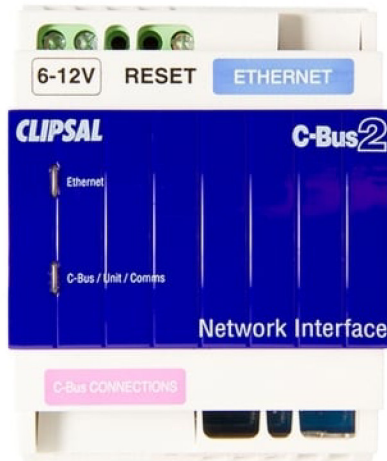 6-12V RESET ETHERNET
CLIPSAL C-Bus2
Ethernet
C-Bus / Unit / Comms
Network Interface
C-Bus CONNECTIONS